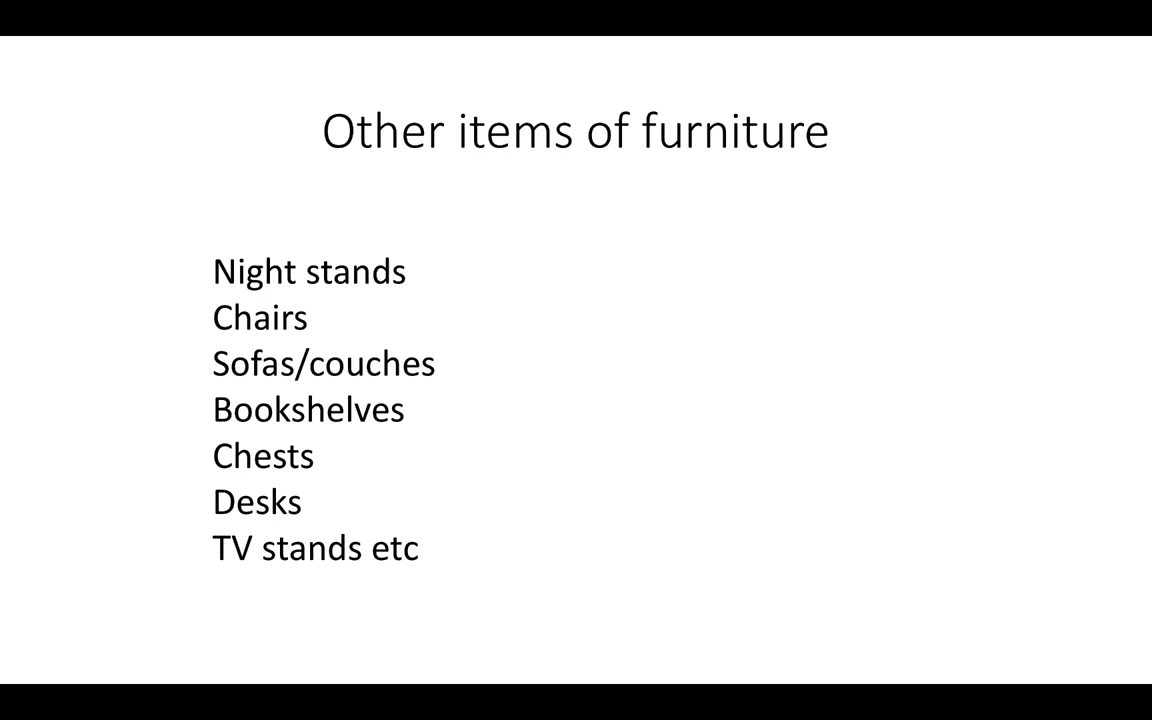 Other items of furniture
Night stands
Chairs
Sofas/couches
Bookshelves
Chests
Desks
TV stands etc